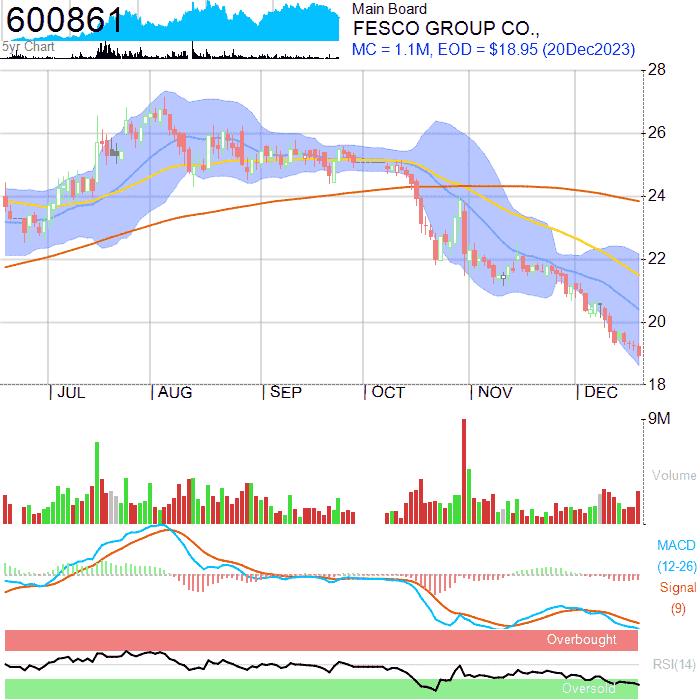 600861
Main Board
FESCO GROUP CO.,
5yr Chart
MC = 1.1M, EOD = $18.95 (20Dec2023)
28
26
24
22
20
18
JUL AUG SEP OCT NOV DEC
9M
Volume
MACD
(12-26)
Signal
(9)
Overbought
RSI(14)
Oversold